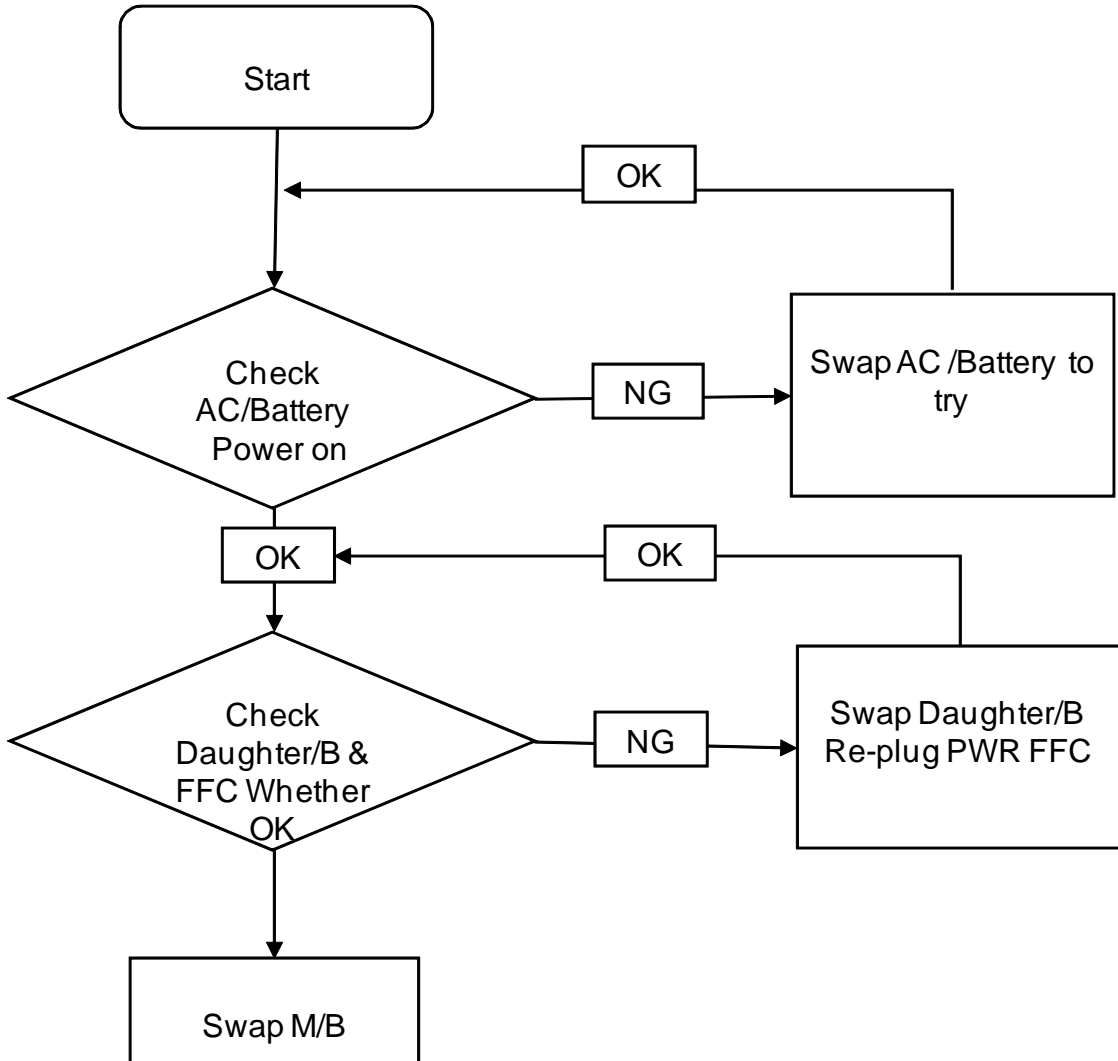 Start
OK
Check
AC/Battery
Power on
NG
Swap AC /Battery to
try
OK
OK
Check
Daughter/B &
FFC Whether
OK
NG
Swap Daughter/B
Re-plug PWR FFC
Swap M/B